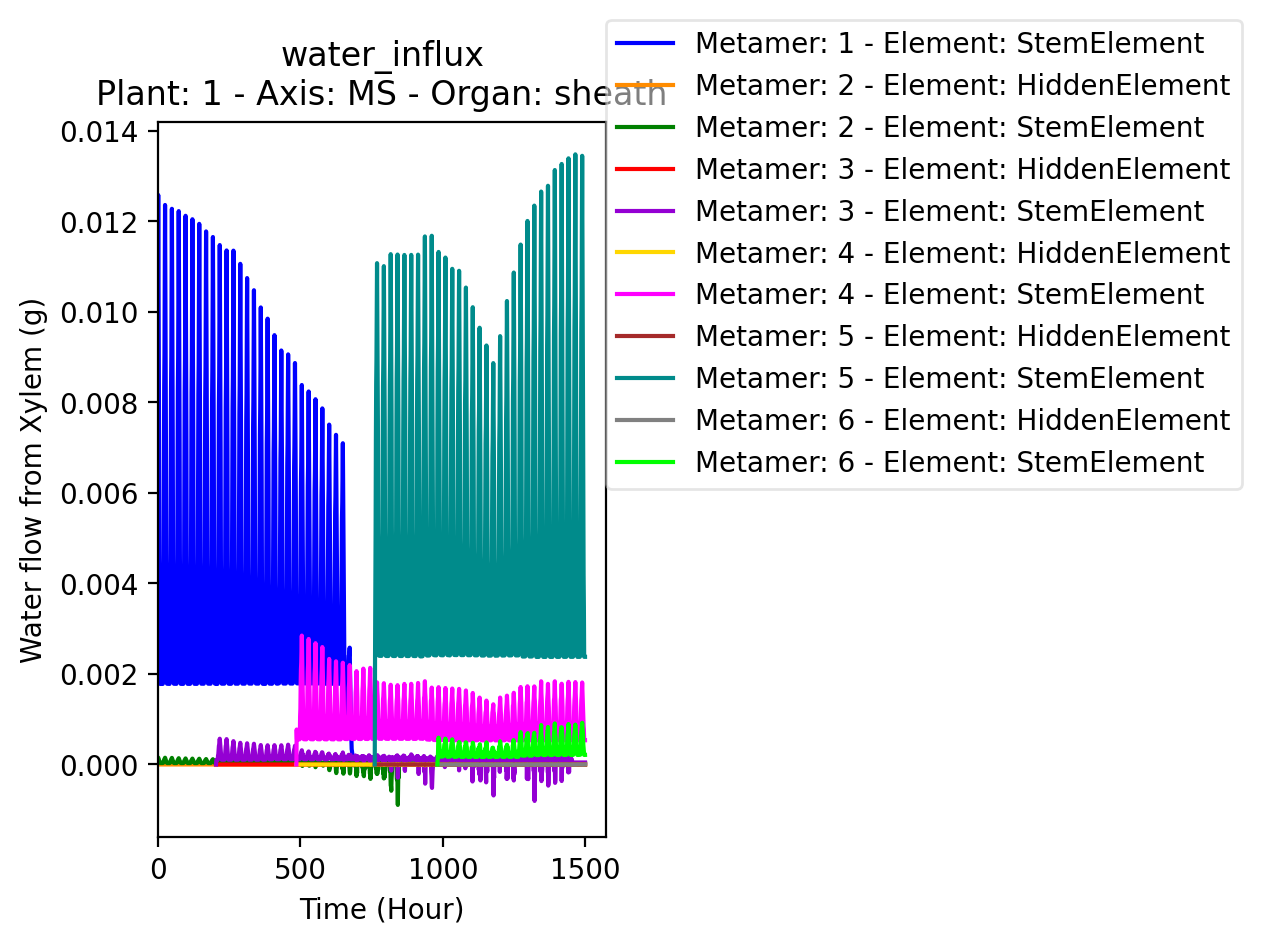 water_influx
Plant: 1 - Axis: MS - Organ: sheath
Metamer: 1 - Element: StemElement
Metamer: 2 - Element: HiddenElement
Metamer: 2 - Element: StemElement
Metamer: 3 - Element: HiddenElement
Metamer: 3 - Element: StemElement
Metamer: 4 - Element: HiddenElement
Metamer: 4 - Element: StemElement
Metamer: 5 - Element: HiddenElement
Metamer: 5 - Element: StemElement
Metamer: 6 - Element: HiddenElement
Metamer: 6 - Element: StemElement
Water flow from Xylem (g)
0.014
0.012
0.010
0.008
0.006
0.004
0.002
0.000
0 500 1000 1500
Time (Hour)